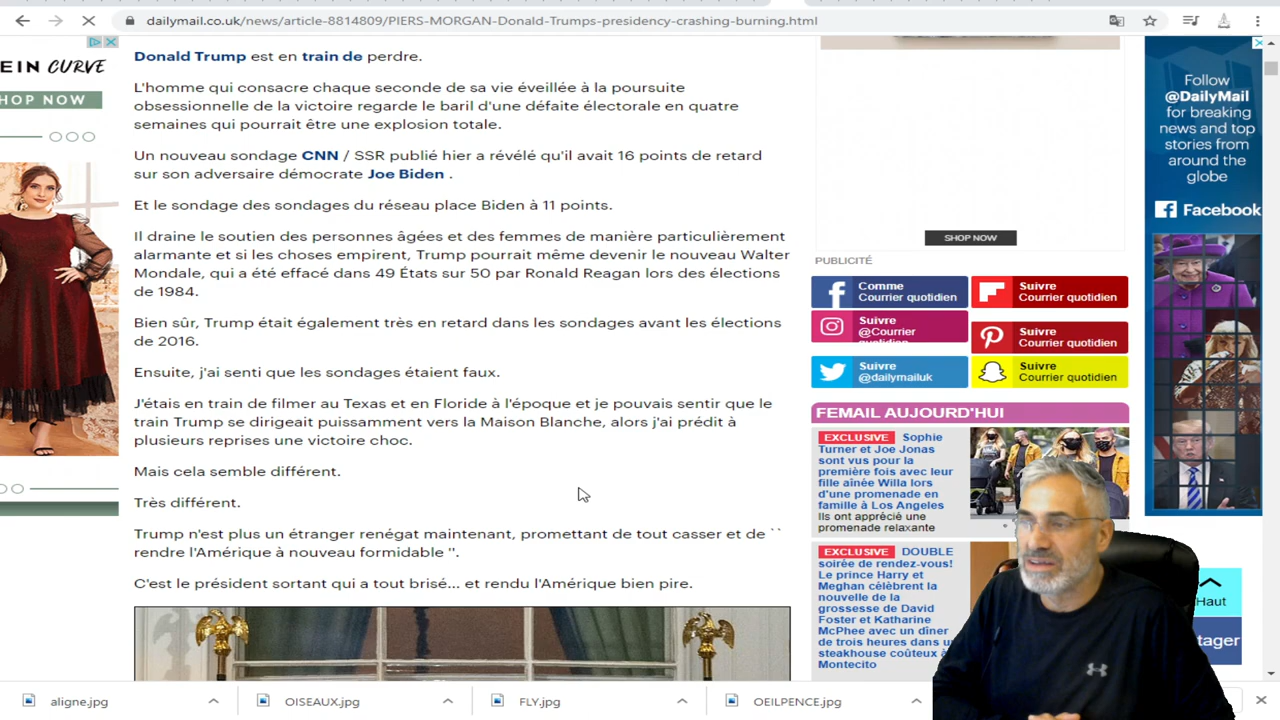 dailymail.co.uk/news/article-8814809/PIERS-MORGAN-Donald-Trumps-presidency-crashing-burning.html
EIN CURVE
HOP NOW
Donald Trump est en train de perdre.
L'homme qui consacre chaque seconde de sa vie éveillée à la poursuite
obsessionnelle de la victoire regarde le baril d'une défaite électorale en quatre
semaines qui pourrait être une explosion totale.
Un nouveau sondage CNN / SSR publié hier a révélé qu'il avait 16 points de retard
sur son adversaire démocrate Joe Biden .
Et le sondage des sondages du réseau place Biden à 11 points.
Il draine le soutien des personnes âgées et des femmes de manière particulièrement
alarmante et si les choses empirent, Trump pourrait même devenir le nouveau Walter
Mondale, qui a été effacé dans 49 États sur 50 par Ronald Reagan lors des élections
de 1984.
Bien sûr, Trump était également très en retard dans les sondages avant les élections
de 2016.
Ensuite, j'ai senti que les sondages étaient faux.
J'étais en train de filmer au Texas et en Floride à l'époque et je pouvais sentir que le
train Trump se dirigeait puissamment vers la Maison Blanche, alors j'ai prédit à
plusieurs reprises une victoire choc.
Mais cela semble différent.
Très différent.
Trump n'est plus un étranger renégat maintenant, promettant de tout casser et de ``
rendre l'Amérique à nouveau formidable ''.
C'est le président sortant qui a tout brisé... et rendu l'Amérique bien pire.
SHOP NOW
PUBLICITÉ
Comme
Courrier quotidien
Suivre
Courrier quotidien
Suivre
@Courrier
quotidien
Suivre
Courrier quotidien
Suivre
@dailymailuk
Suivre
Courrier quotidien
FEMAIL AUJOURD'HUI
EXCLUSIVE Sophie
Turner et Joe Jonas
sont vus pour la
première fois avec leur
fille aînée Willa lors
d'une promenade en
famille à Los Angeles
Ils ont apprécié une
promenade relaxante
EXCLUSIVE DOUBLE
soirée de rendez-vous!
Le prince Harry et
Meghan célèbrent la
nouvelle de la
grossesse de David
Foster et Katharine
McPhee avec un dîner
de trois heures dans u
steakhouse coûteux à
Montecito
Follow
@DailyMail
for breaking
news and top
stories from
around the
globe
Facebook
Haut
tager
aligne.jpg
OISEAUX.jpg
FLY.jpg
OEILPENCE.jpg